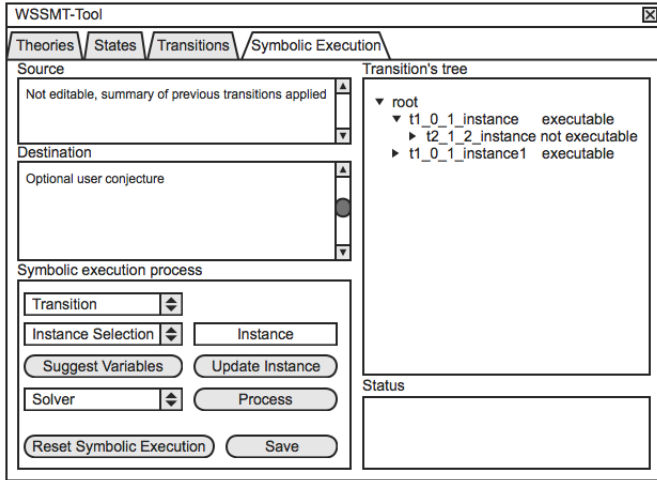 WSSMT-Tool
Theories
States
Transitions
Symbolic Execution
Source
Not editable, summary of previous transitions applied
Destination
Optional user conjecture
Symbolic execution process
Transition
Instance Selection
Instance
Suggest Variables
Update Instance
Solver
Process
Reset Symbolic Execution
Save
Transition's tree
root
t1_0_1_instance executable
t2_1_2_instance not executable
t1_0_1_instance1 executable
Status